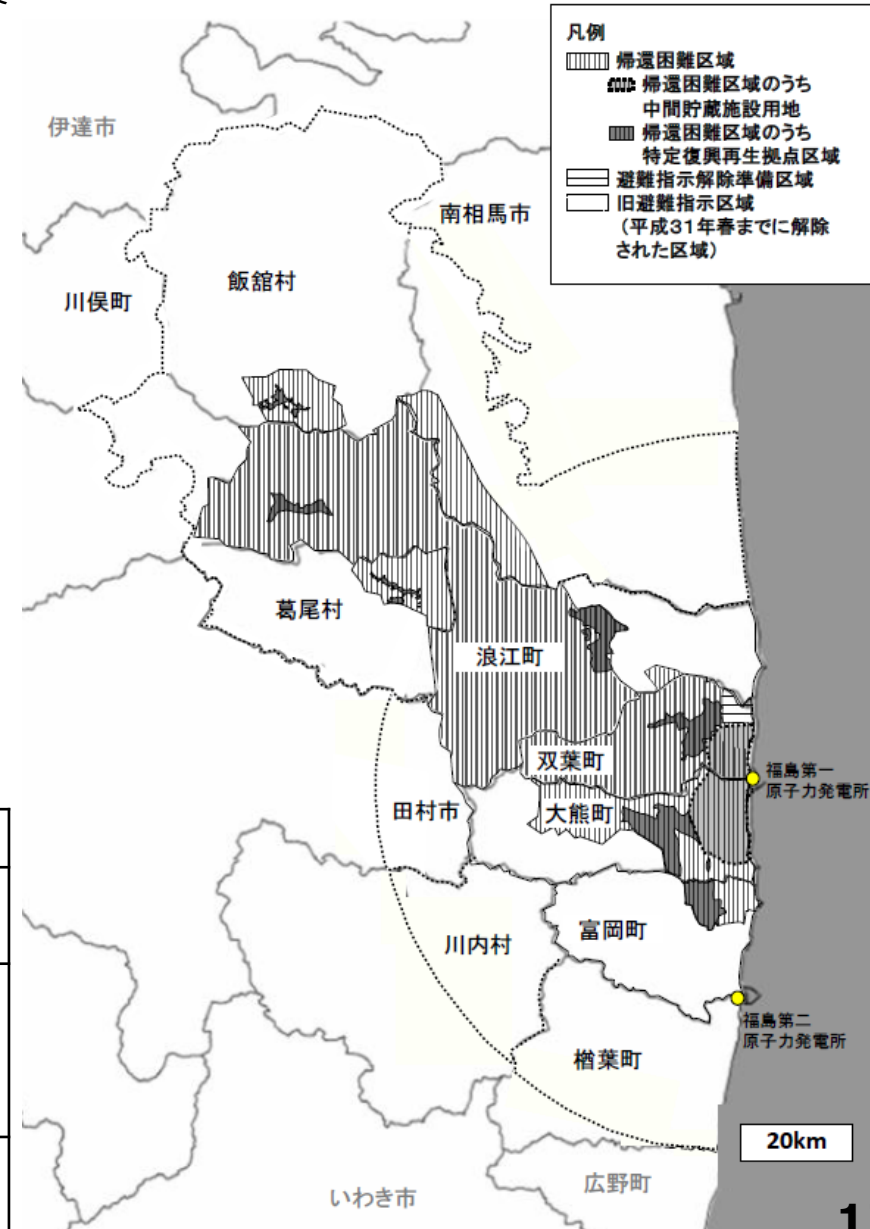 凡例
帰還困難区域
帰還困難区域のうち
中間貯蔵施設用地
帰還困難区域のうち
特定復興再生拠点区域
避難指示解除準備区域
旧避難指示区域
(平成31年春までに解除
された区域)
伊達市
南相馬市
飯舘村
川俣町
葛尾村
浪江町
双葉町
福島第一
原子力発電所
田村市
大熊町
富岡町
川内村
福島第二
原子力発電所
楢葉町
20km
広野町
いわき市
1